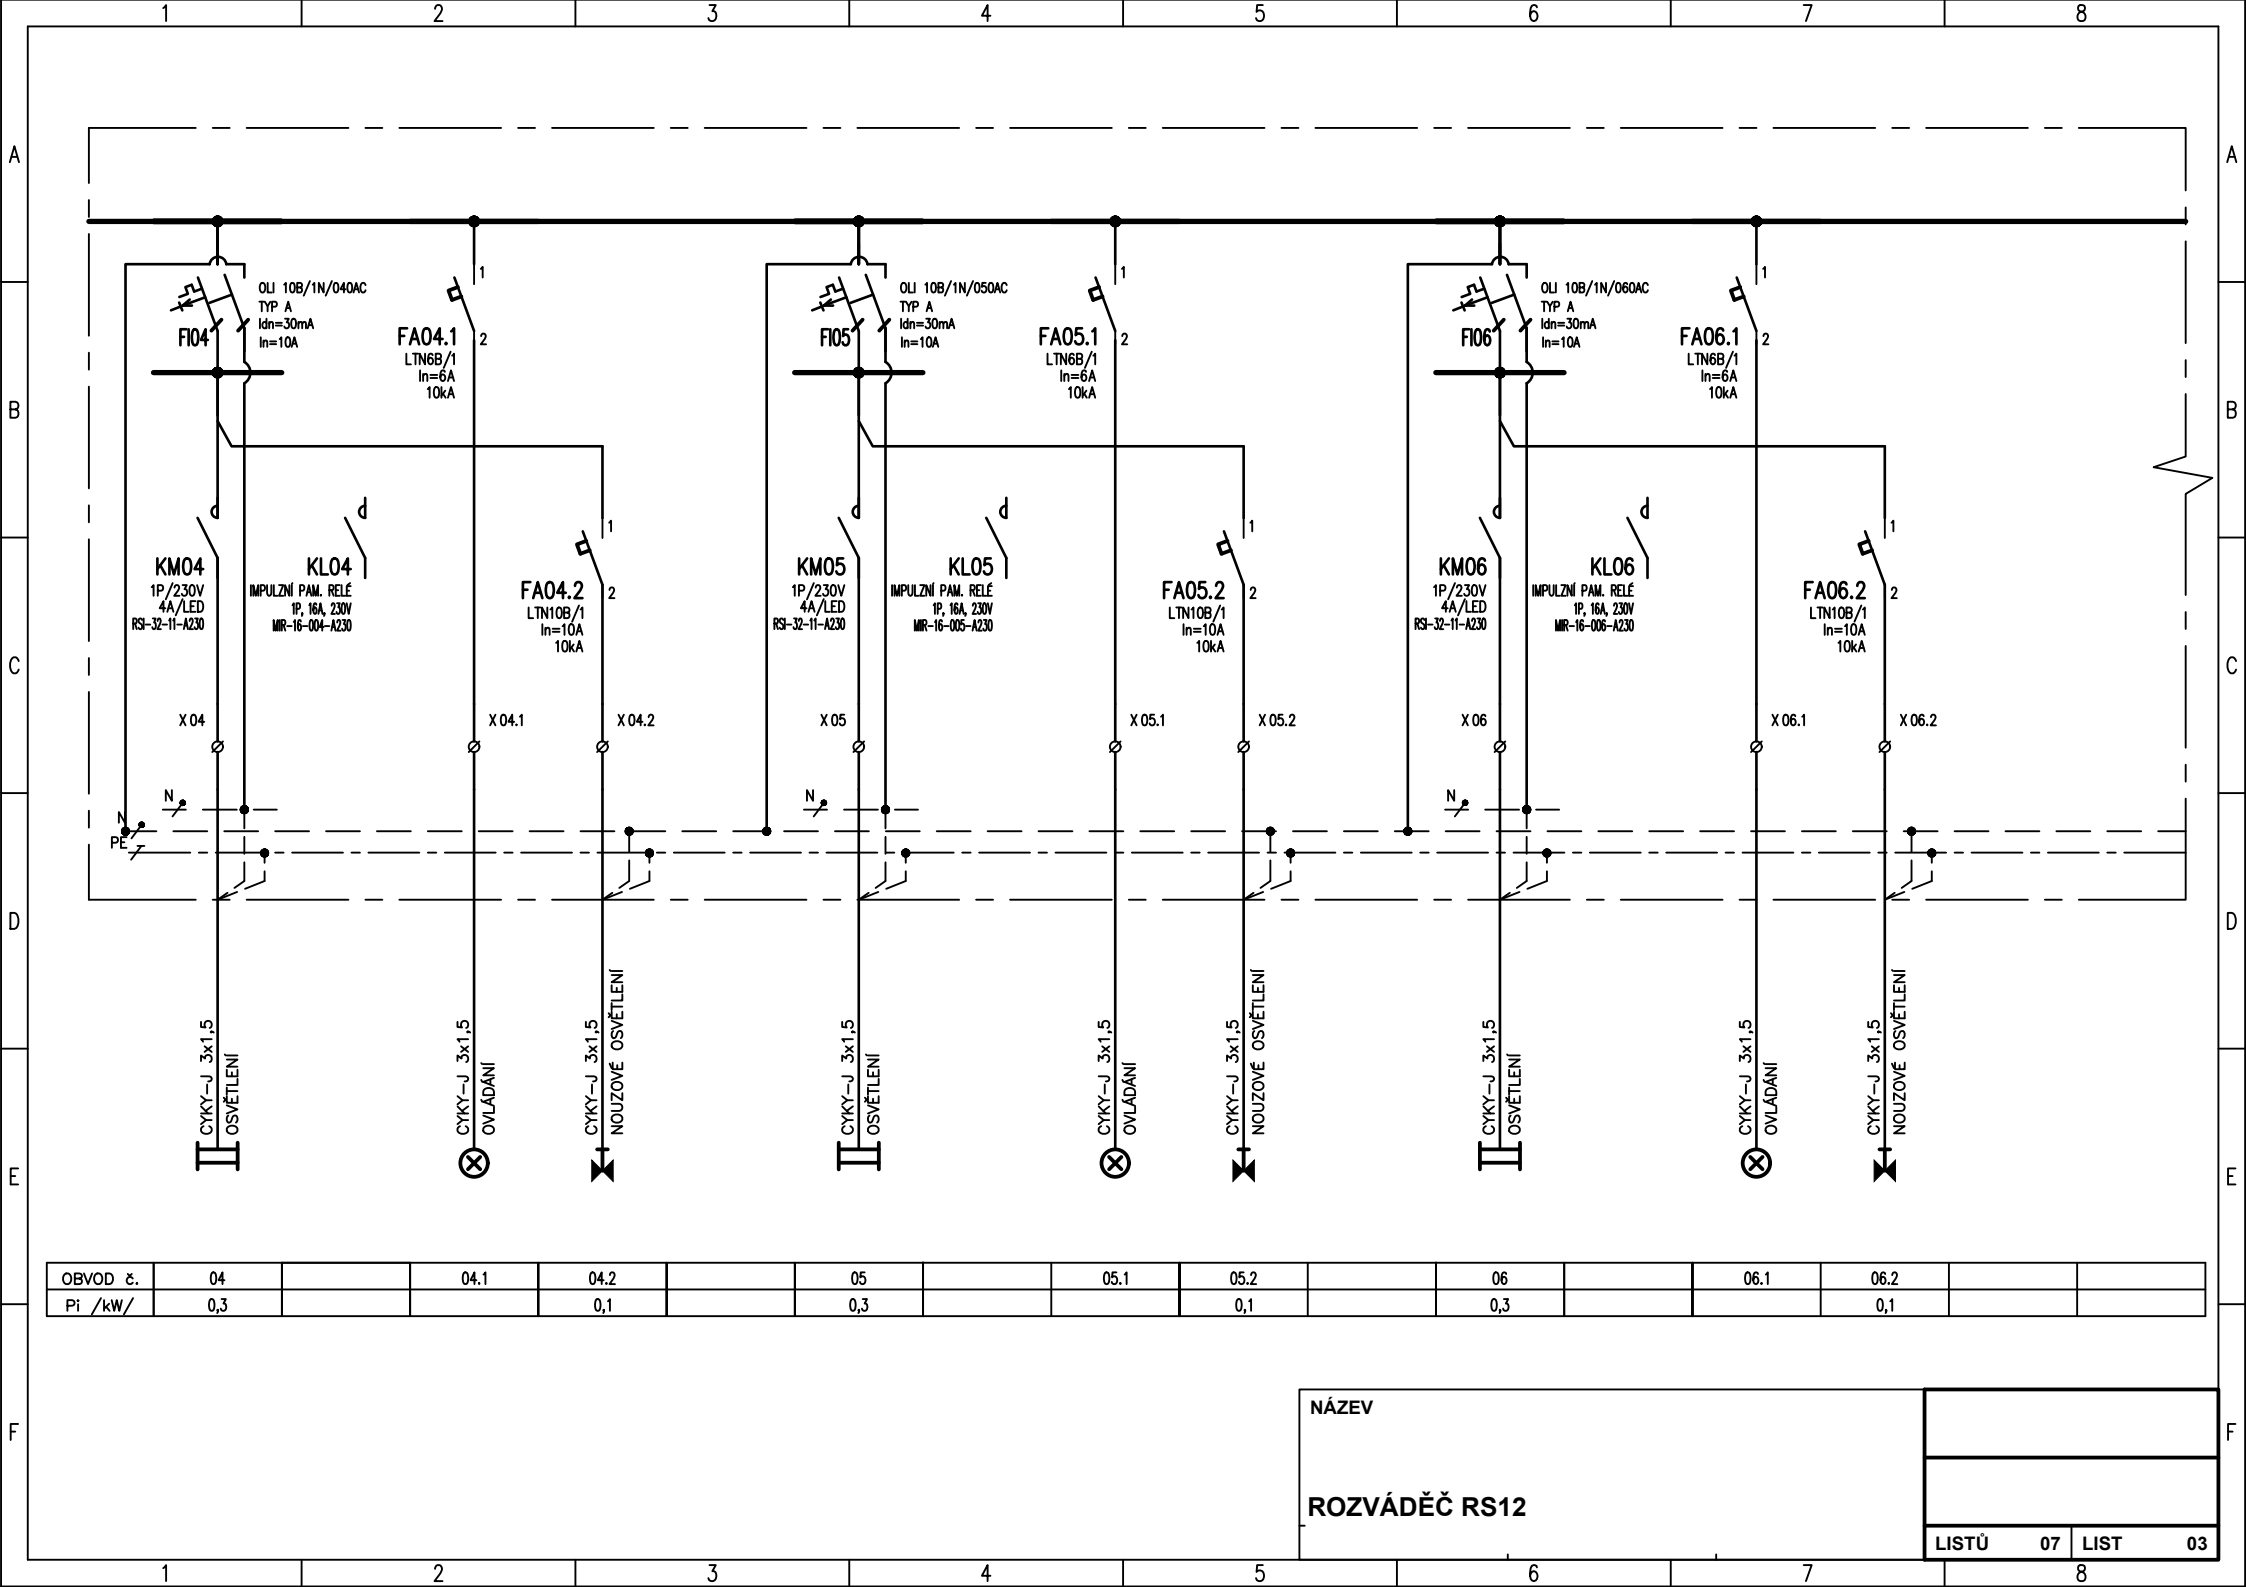 1 2 3 4 5 6 7 8
A A
OLI 10B/1N/040AC
TYP A
Idn=30mA
In=10A
FI04
1
FA04.1 2
LTN6B/1
In=6A
10kA
OLI 10B/1N/050AC
TYP A
Idn=30mA
In=10A
FI05
1
FA05.1 2
LTN6B/1
In=6A
10kA
OLI 10B/1N/060AC
TYP A
Idn=30mA
In=10A
FI06
1
FA06.1 2
LTN6B/1
In=6A
10kA
B B
KM04
1P/230V
4A/LED
RSI-32-11-A230
KL04
IMPULZNÍ PAM. RELÉ
1P, 16A, 230V
MIR-16-004-A230
1
FA04.2 2
LTN10B/1
In=10A
10kA
KM05
1P/230V
4A/LED
RSI-32-11-A230
KL05
IMPULZNÍ PAM. RELÉ
1P, 16A, 230V
MIR-16-005-A230
1
FA05.2 2
LTN10B/1
In=10A
10kA
KM06
1P/230V
4A/LED
RSI-32-11-A230
KL06
IMPULZNÍ PAM. RELÉ
1P, 16A, 230V
MIR-16-006-A230
1
FA06.2 2
LTN10B/1
In=10A
10kA
C C
X 04 X 04.1 X 04.2 X 05 X 05.1 X 05.2 X 06 X 06.1 X 06.2
N N N
N
PE
D D
CYKY-J 3x1,5
OSVĚTLENÍ
CYKY-J 3x1,5
OVLÁDÁNÍ
CYKY-J 3x1,5
NOUZOVÉ OSVĚTLENÍ
CYKY-J 3x1,5
OSVĚTLENÍ
CYKY-J 3x1,5
OVLÁDÁNÍ
CYKY-J 3x1,5
NOUZOVÉ OSVĚTLENÍ
CYKY-J 3x1,5
OSVĚTLENÍ
CYKY-J 3x1,5
OVLÁDÁNÍ
CYKY-J 3x1,5
NOUZOVÉ OSVĚTLENÍ
E E
OBVOD č. 04 04.1 04.2 05 05.1 05.2 06 06.1 06.2
Pi /kW/ 0,3 0,1 0,3 0,1 0,3 0,1
F F
NÁZEV
ROZVÁDĚČ RS12
LISTŮ 07 LIST 03
1 2 3 4 5 6 7 8